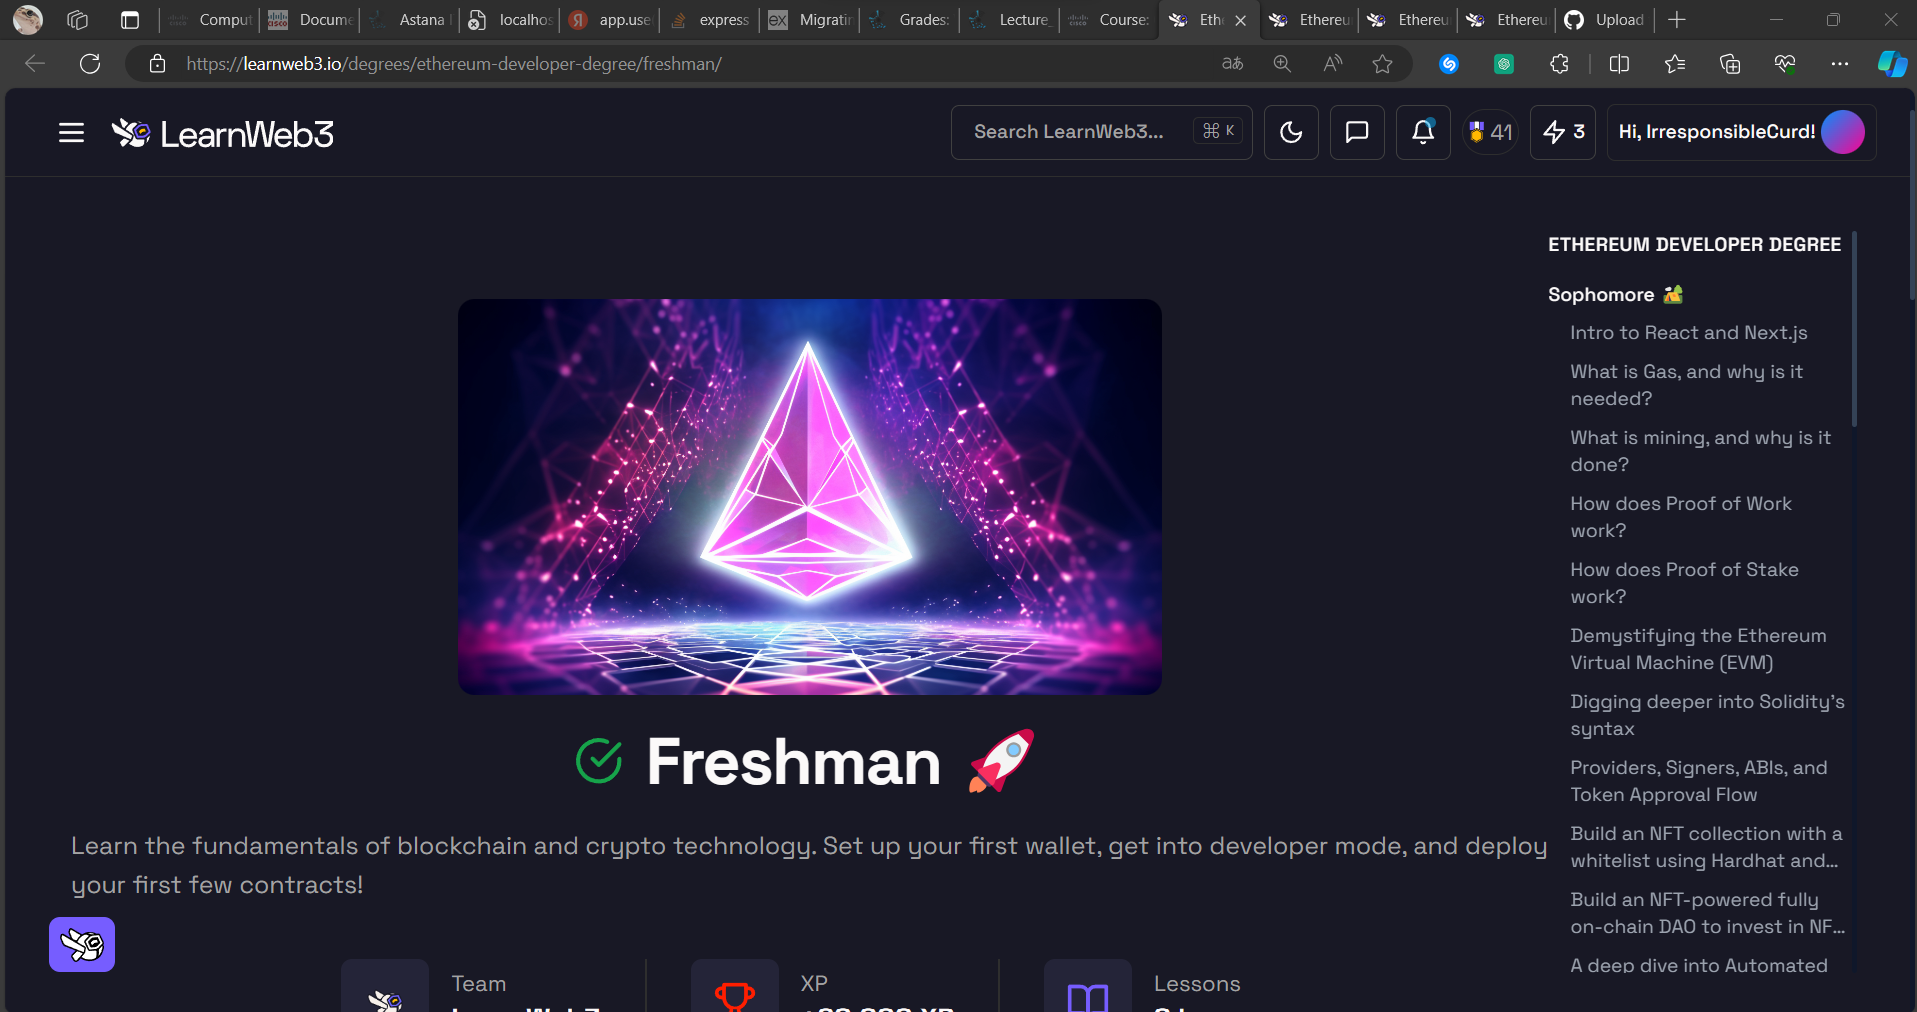 Comput
Docume
Astana
localhos
app.use
express
Migratin
Grades:
Lecture_
Course:
Eth
Ethereu
Ethereu
Ethereu
Upload
https://learnweb3.io/degrees/ethereum-developer-degree/freshman/
LearnWeb3
Search LearnWeb3...
⌘ K
41
3
Hi, IrresponsibleCurd!
ETHEREUM DEVELOPER DEGREE
Sophomore 🏕️
Intro to React and Next.js
What is Gas, and why is it
needed?
What is mining, and why is it
done?
How does Proof of Work
work?
How does Proof of Stake
work?
Demystifying the Ethereum
Virtual Machine (EVM)
Digging deeper into Solidity's
syntax
Providers, Signers, ABIs, and
Token Approval Flow
Build an NFT collection with a
whitelist using Hardhat and...
Build an NFT-powered fully
on-chain DAO to invest in NF...
A deep dive into Automated
Freshman 🚀
Learn the fundamentals of blockchain and crypto technology. Set up your first wallet, get into developer mode, and deploy
your first few contracts!
Team
LearnWeb3
XP
Lessons